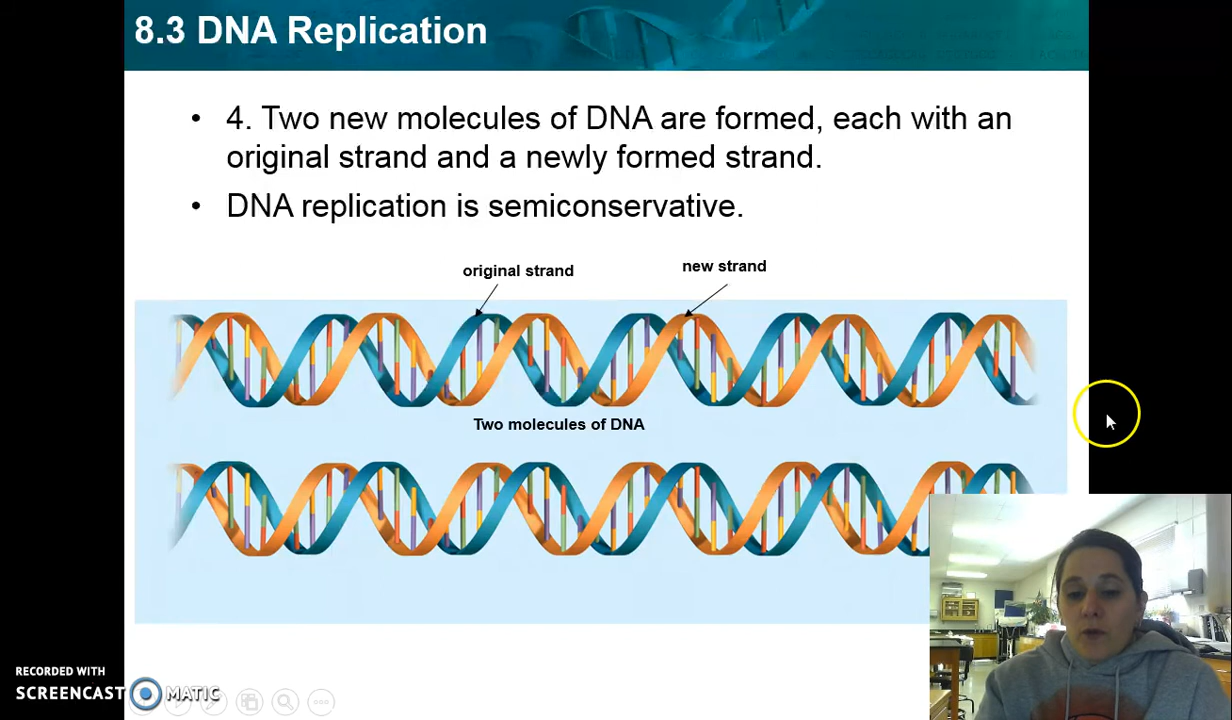 8.3 DNA Replication
• 4. Two new molecules of DNA are formed, each with an
original strand and a newly formed strand.
• DNA replication is semiconservative.
original strand
new strand
Two molecules of DNA
RECORDED WITH
SCREENCAST MATIC